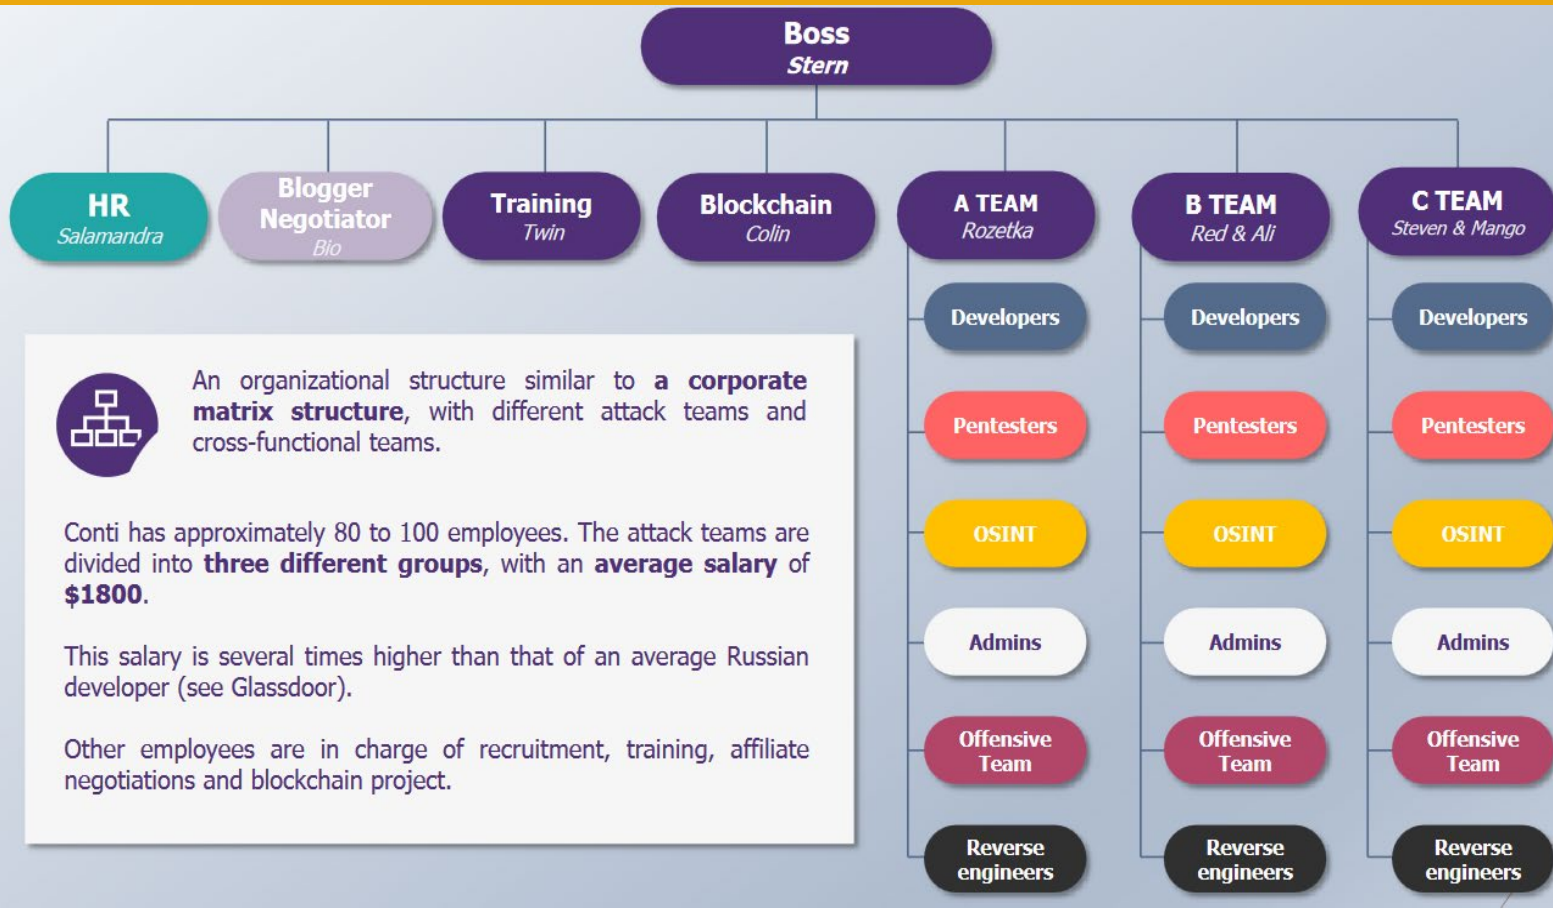 Boss
Stern
HR
Salamandra
Blogger
Negotiator
Bio
Training
Twin
Blockchain
Colin
A TEAM
Rozetka
B TEAM
Red & Ali
C TEAM
Steven & Mango
An organizational structure similar to a corporate
matrix structure, with different attack teams and
cross-functional teams.
Conti has approximately 80 to 100 employees. The attack teams are
divided into three different groups, with an average salary of
$1800.
This salary is several times higher than that of an average Russian
developer (see Glassdoor).
Other employees are in charge of recruitment, training, affiliate
negotiations and blockchain project.
Developers
Pentesters
OSINT
Admins
Offensive
Team
Reverse
engineers
Developers
Pentesters
OSINT
Admins
Offensive
Team
Reverse
engineers
Developers
Pentesters
OSINT
Admins
Offensive
Team
Reverse
engineers